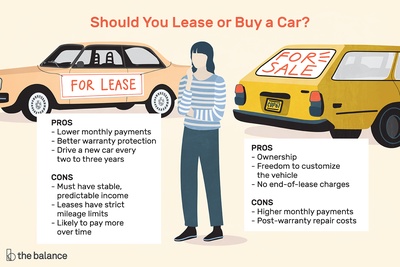 Should You Lease or Buy a Car?
FOR LEASE
PROS
- Lower monthly payments
- Better warranty protection
- Drive a new car every
two to three years
CONS
- Must have stable,
predictable income
- Leases have strict
mileage limits
- Likely to pay more
over time
FOR
SALE
PROS
- Ownership
- Freedom to customize
the vehicle
- No end-of-lease charges
CONS
- Higher monthly payments
- Post-warranty repair costs
the balance